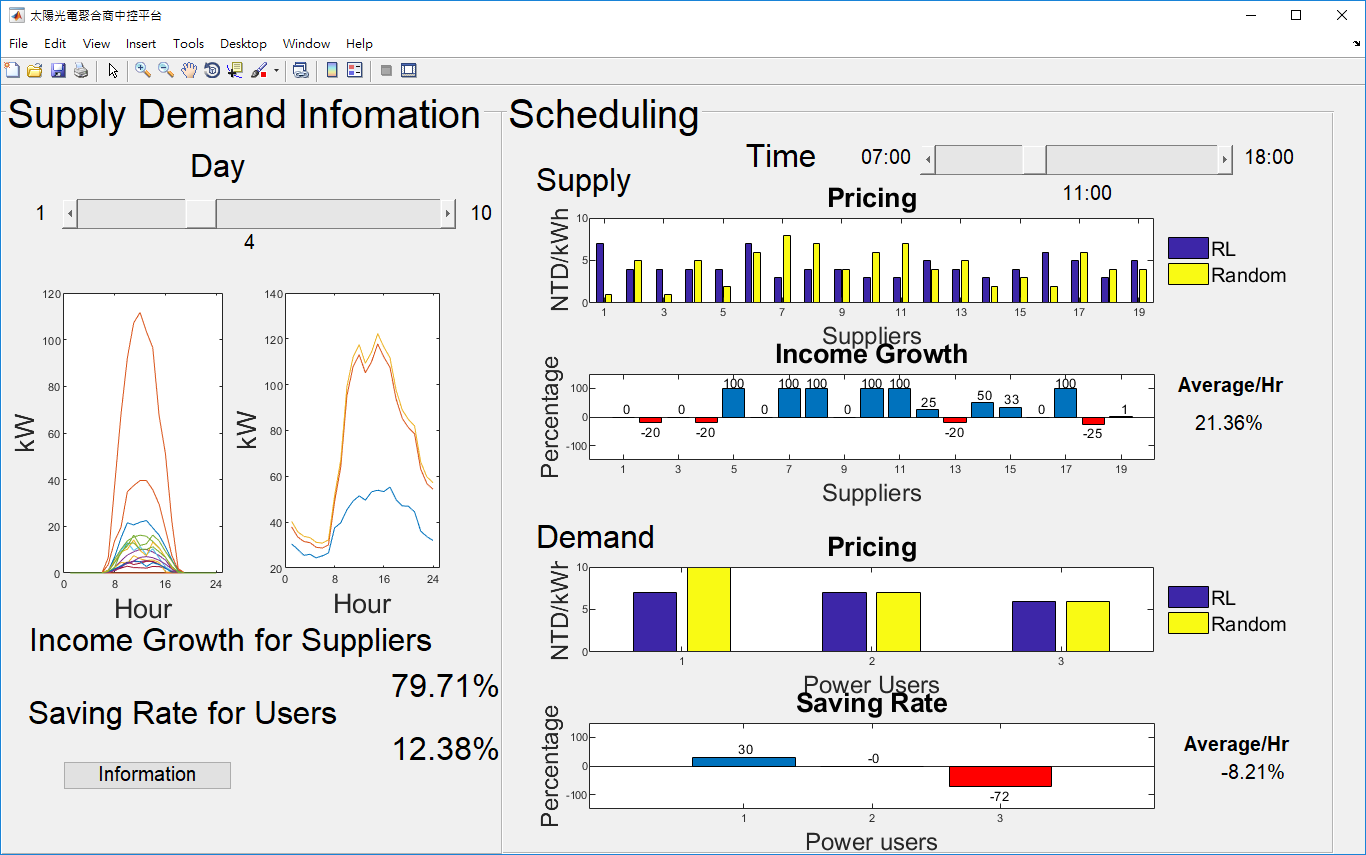 太陽光電聚合商中控平台
File Edit View Insert Tools Desktop Window Help
Supply Demand Infomation
Day
1
10
4
120
100
80
60
40
20
0
kW
0 8 16 24
Hour
140
120
100
80
60
40
20
kW
0 8 16 24
Hour
Income Growth for Suppliers
79.71%
Saving Rate for Users
12.38%
Information
Scheduling
Time 07:00 18:00
11:00
Supply
Pricing
NTD/kWh
10
5
0
1 3 5 7 9 11 13 15 17 19
Suppliers
RL
Random
Income Growth
Percentage
100
0
-100
0 -20 0 -20 100 0 100 100 0 100 100 25 -20 50 33 0 100 -25 1
1 3 5 7 9 11 13 15 17 19
Suppliers
Average/Hr
21.36%
Demand
Pricing
NTD/kWh
10
5
0
1 2 3
Power Users
RL
Random
Saving Rate
Percentage
100
0
-100
30 -0 -72
1 2 3
Power users
Average/Hr
-8.21%